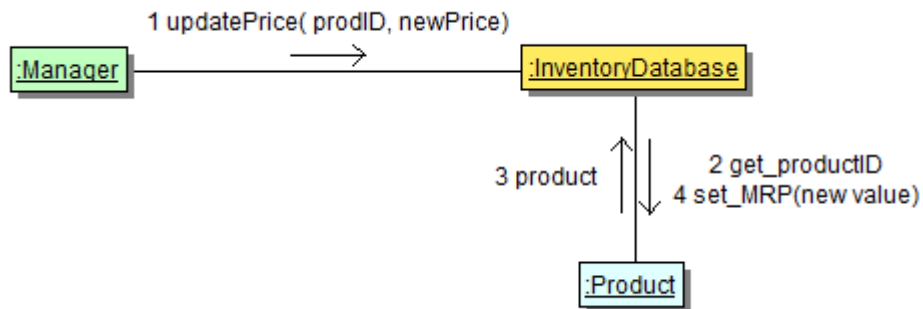 1 updatePrice( prodID, newPrice)
:Manager
:InventoryDatabase
3 product
2 get_productID
4 set_MRP(new value)
:Product